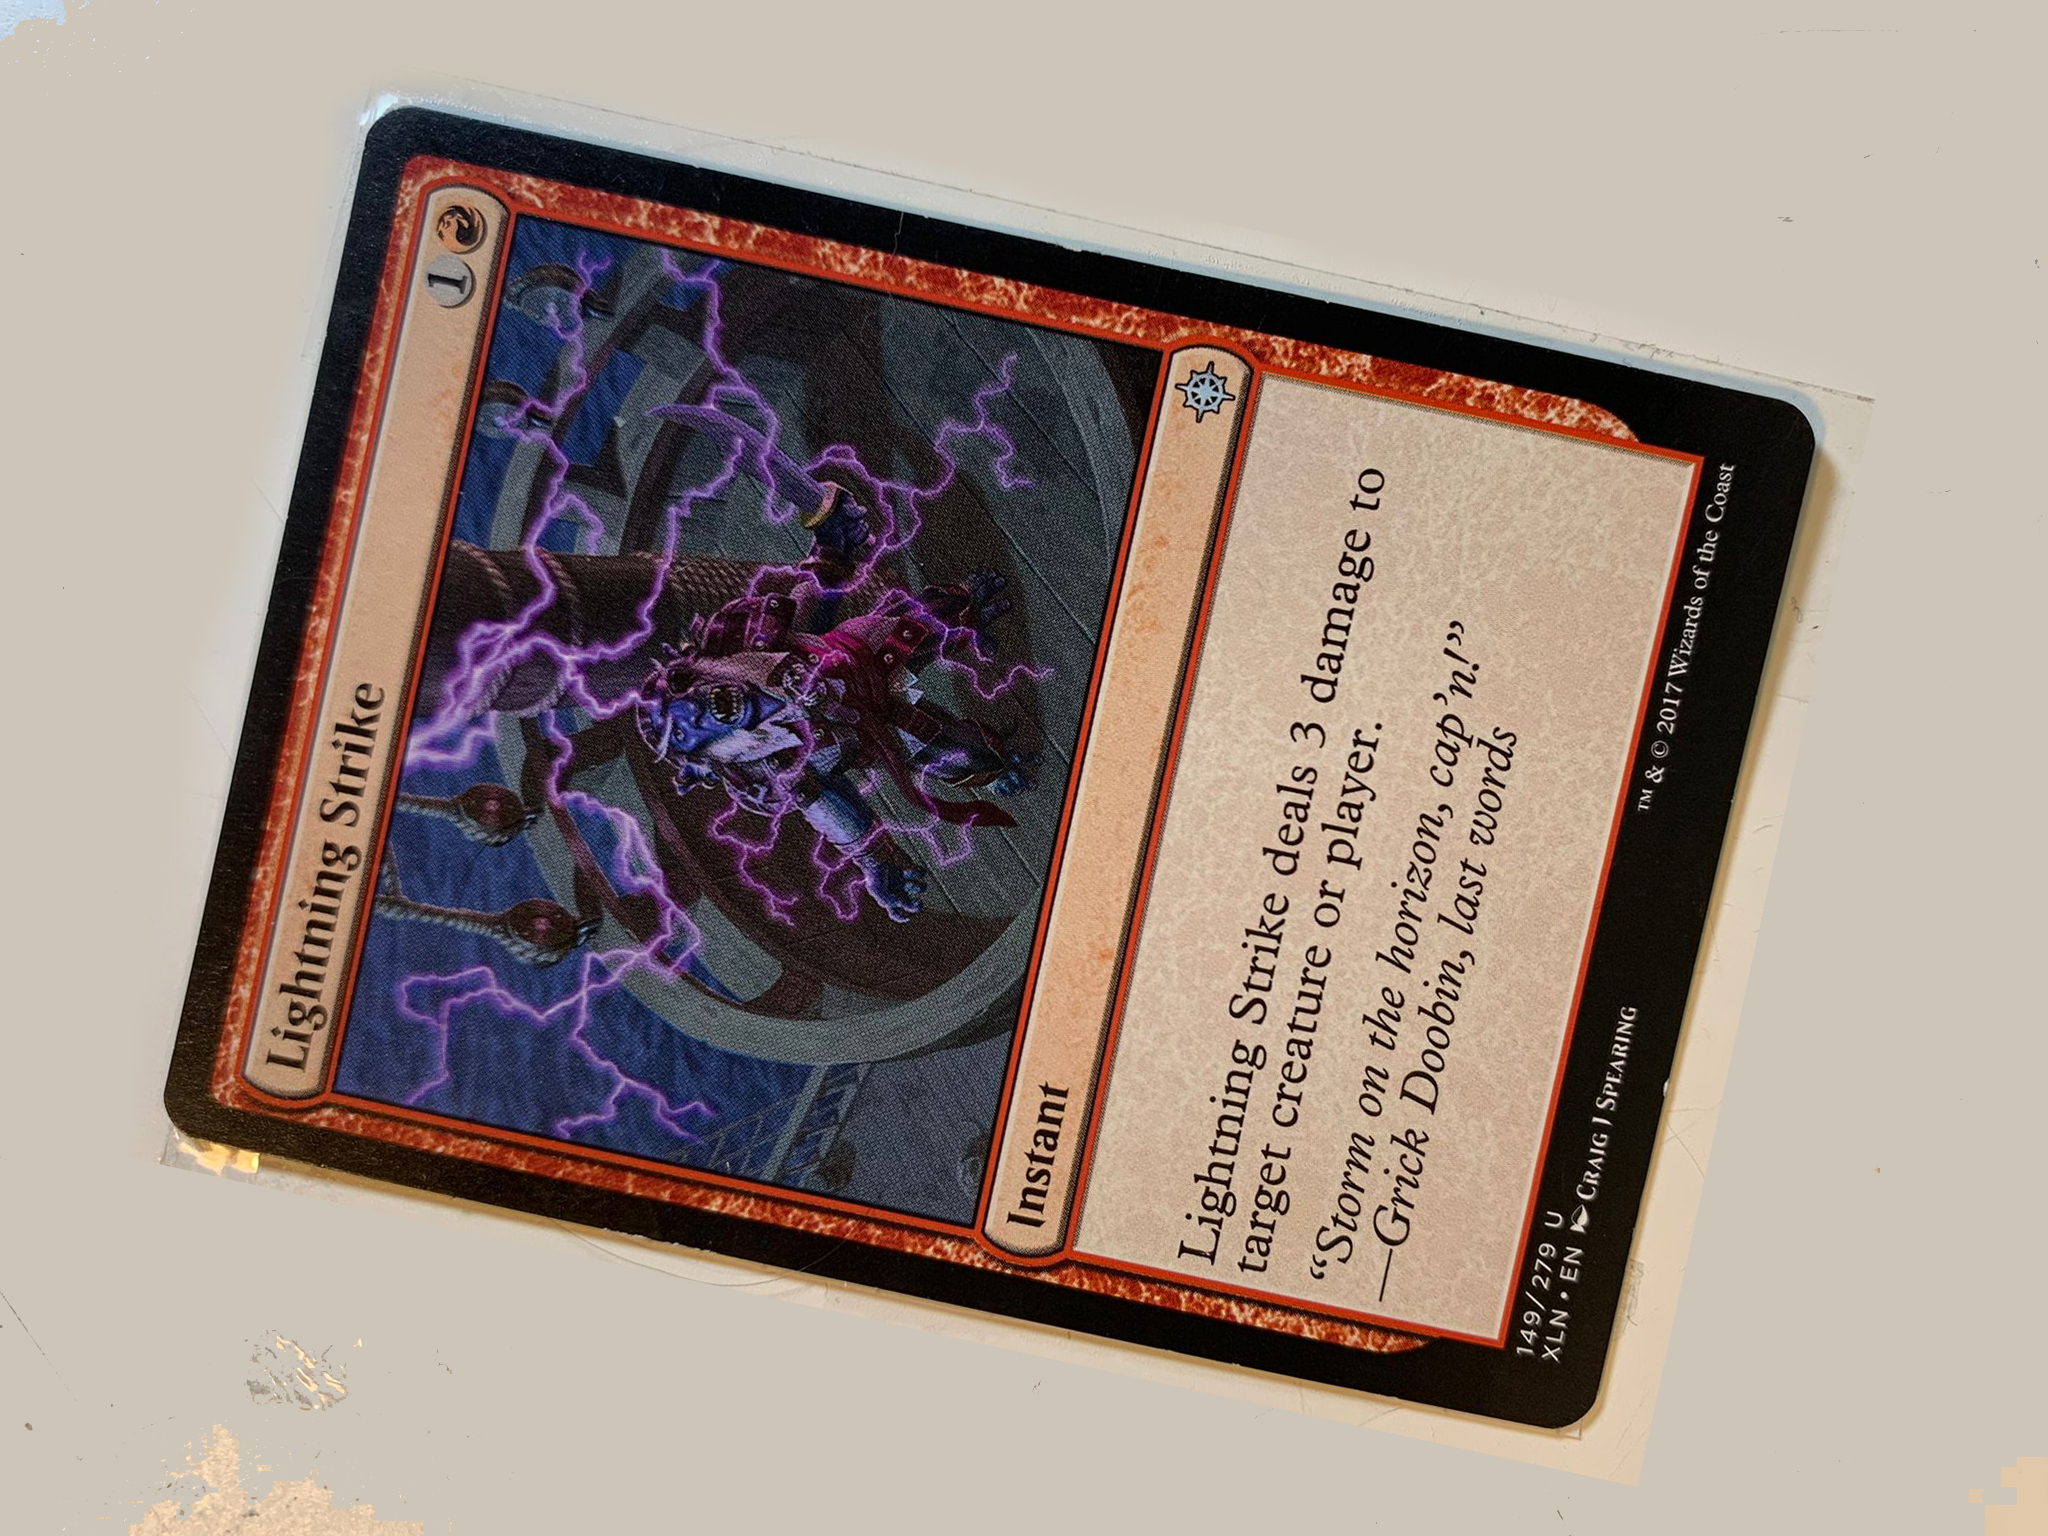 Lightning Strike 1
Instant
Lightning Strike deals 3 damage to
target creature or player.
“Storm on the horizon, cap’n!”
—Grick Doobin, last words
149/279 U
XLN • EN CRAIG J SPEARING
™ & © 2017 Wizards of the Coast